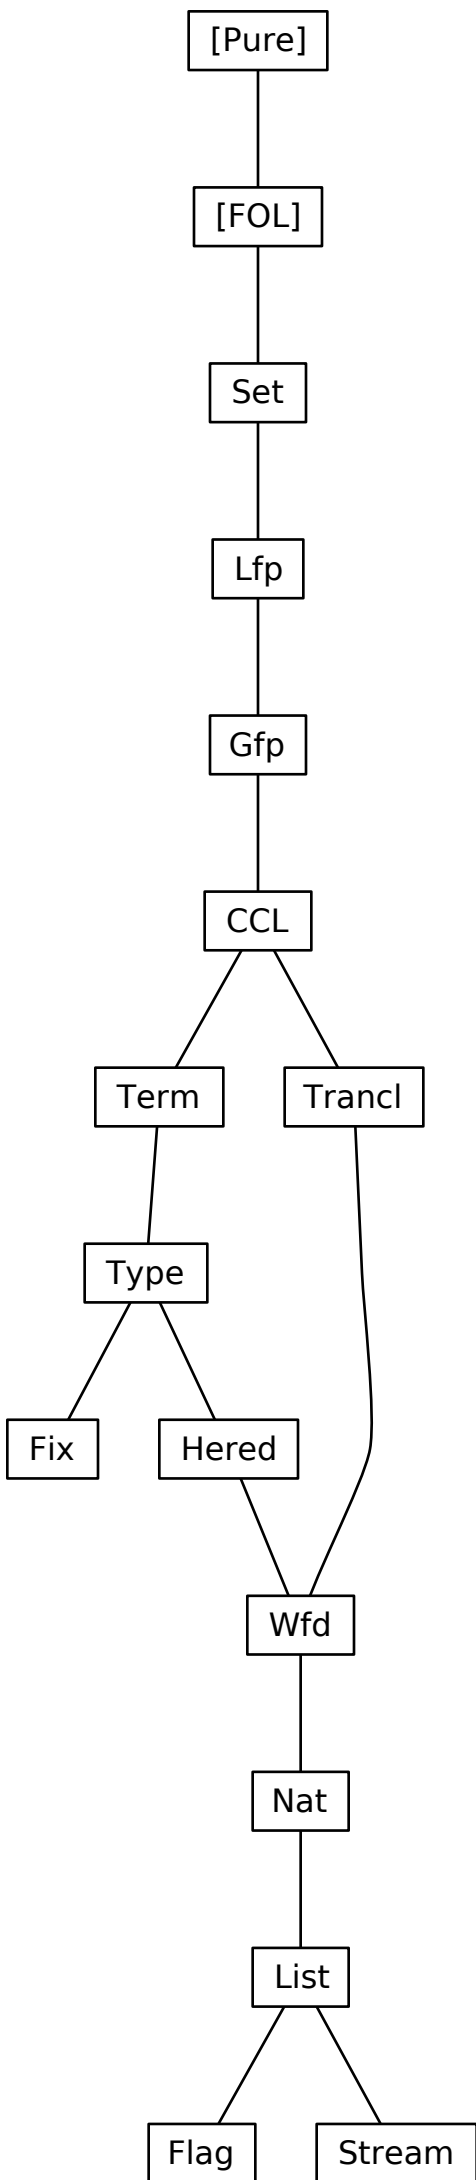 [Pure]
[FOL]
Set
Lfp
Gfp
CCL
Term
Trancl
Type
Fix
Hered
Wfd
Nat
List
Flag
Stream